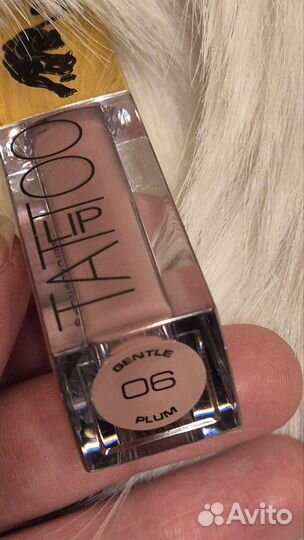 TATTOO
LIP
GENTLE
06
PLUM
Avito